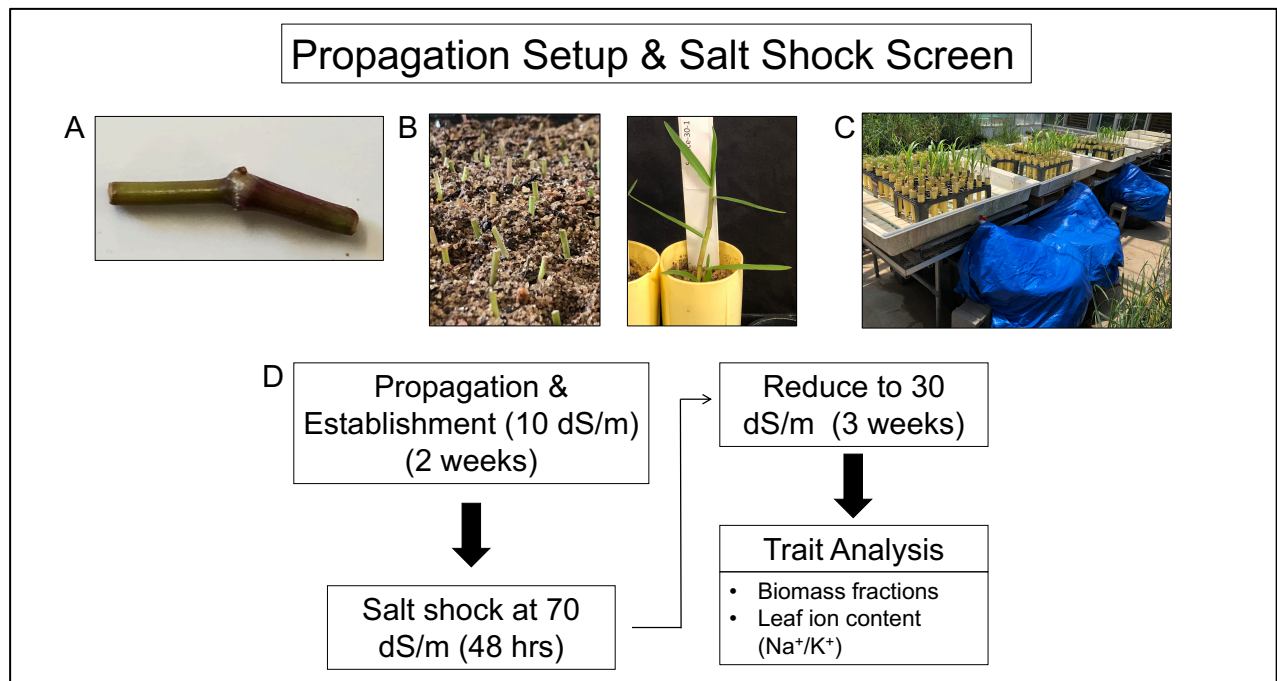 Propagation Setup & Salt Shock Screen
A
B
C
D
Propagation &
Establishment (10 dS/m)
(2 weeks)
Salt shock at 70
dS/m (48 hrs)
Reduce to 30
dS/m (3 weeks)
Trait Analysis
• Biomass fractions
• Leaf ion content
(Na⁺/K⁺)